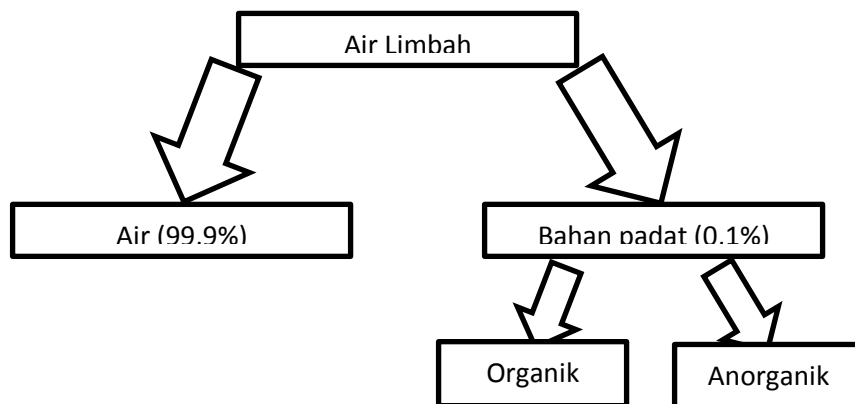 Air Limbah
Air (99.9%)
Bahan padat (0.1%)
Organik
Anorganik